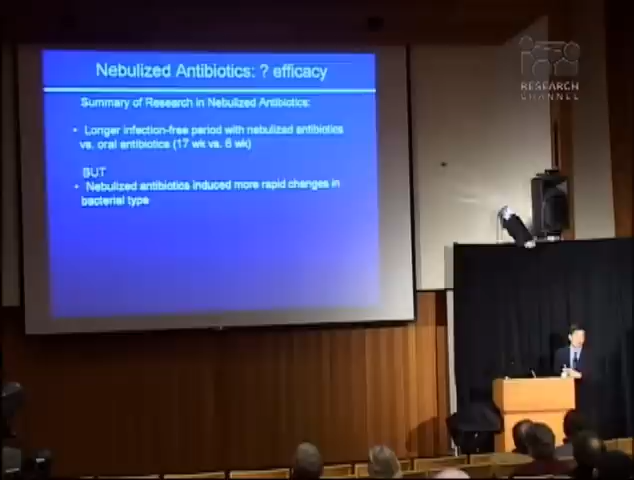 Nebulized Antibiotics: ? efficacy
Summary of Research in Nebulized Antibiotics:
• Longer infection-free period with nebulized antibiotics
vs. oral antibiotics (17 wk vs. 6 wk)
BUT
• Nebulized antibiotics induced more rapid changes in
bacterial type
RESEARCH
CHANNEL